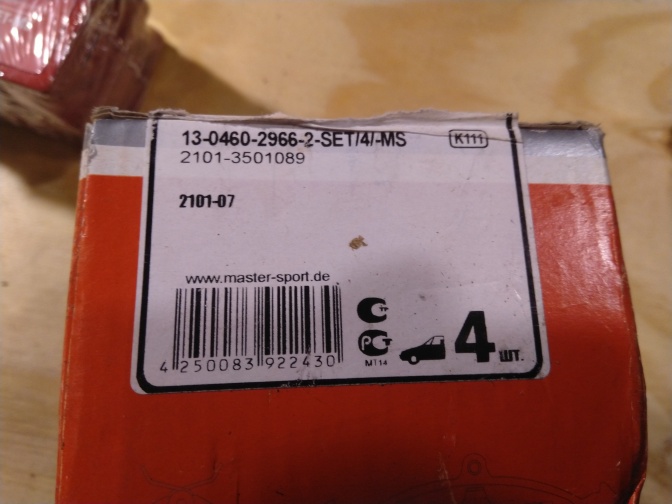 13-0460-2966-2-SET/4/-MS
K111
2101-3501089
2101-07
www.master-sport.de
4 250083 922430
МТ14
4 шт.